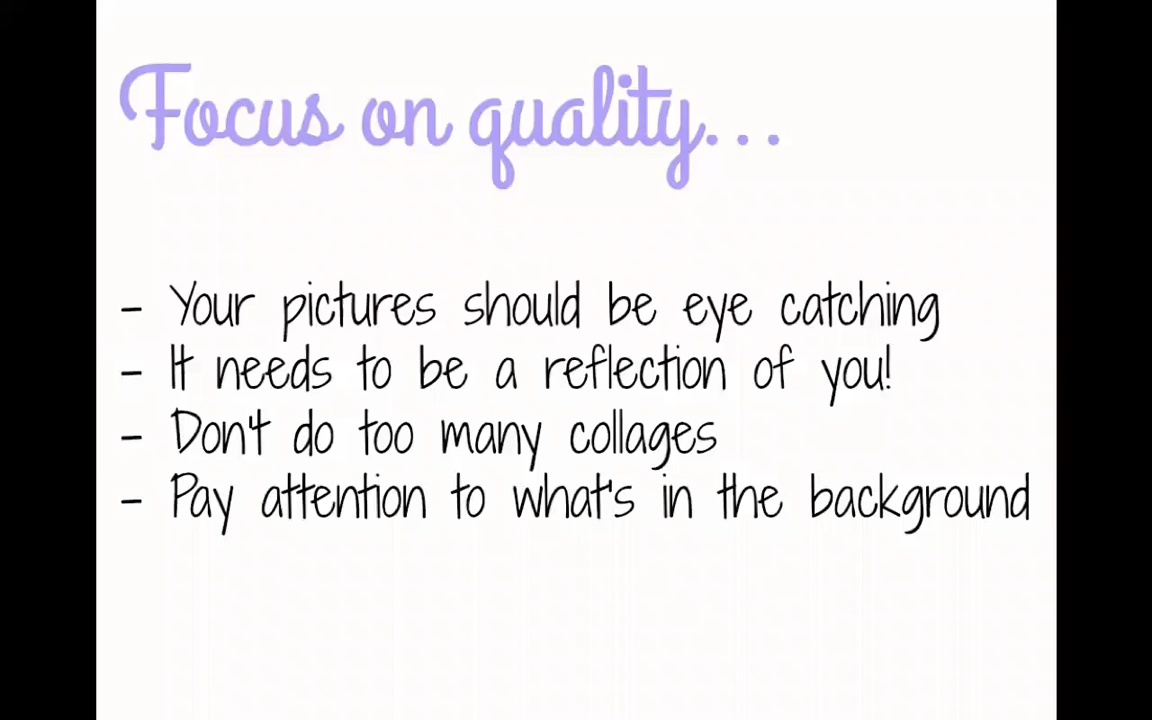 Focus on quality...
- Your pictures should be eye catching
- It needs to be a reflection of you!
- Don't do too many collages
- Pay attention to what's in the background